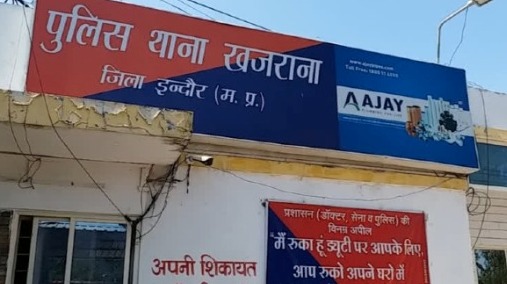 पुलिस थाना खजराना
जिला इन्दौर (म. प्र.)
AJAY
प्रशासन (डॉक्टर, सेना व पुलिस) की
विनम्र अपील
"मैं रुका हूं ड्यूटी पर आपके लिए,
आप रुको अपने घरो में
अपनी शिकायत